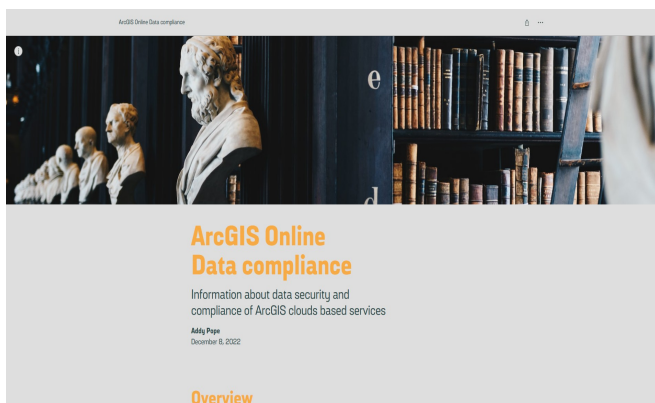 ArcGIS Online Data compliance
e
d
ArcGIS Online
Data compliance
Information about data security and
compliance of ArcGIS clouds based services
Addy Pope
December 8, 2022
Overview